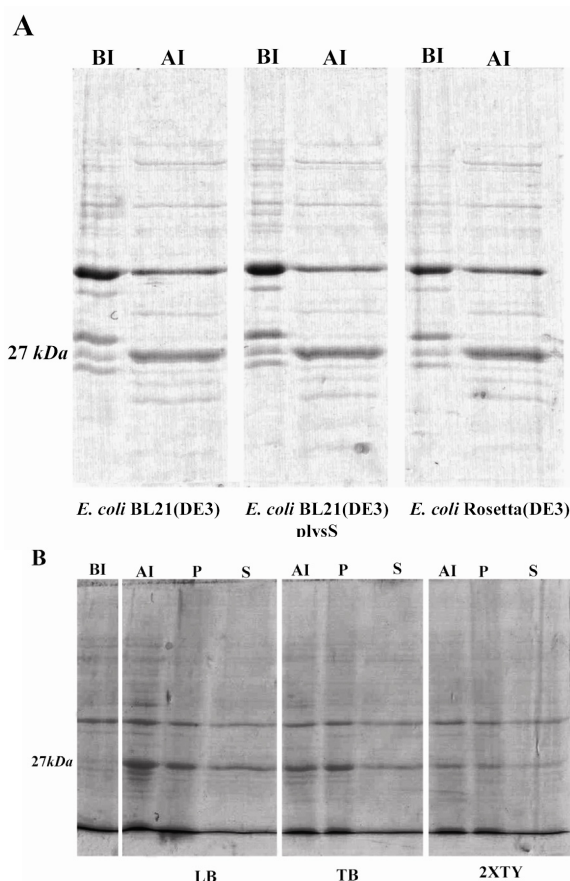 A
BI AI BI AI BI AI
27 kDa
E. coli BL21(DE3) E. coli BL21(DE3) E. coli Rosetta(DE3)
plysS
B
BI AI P S AI P S AI P S
27kDa
LB TB 2XTY